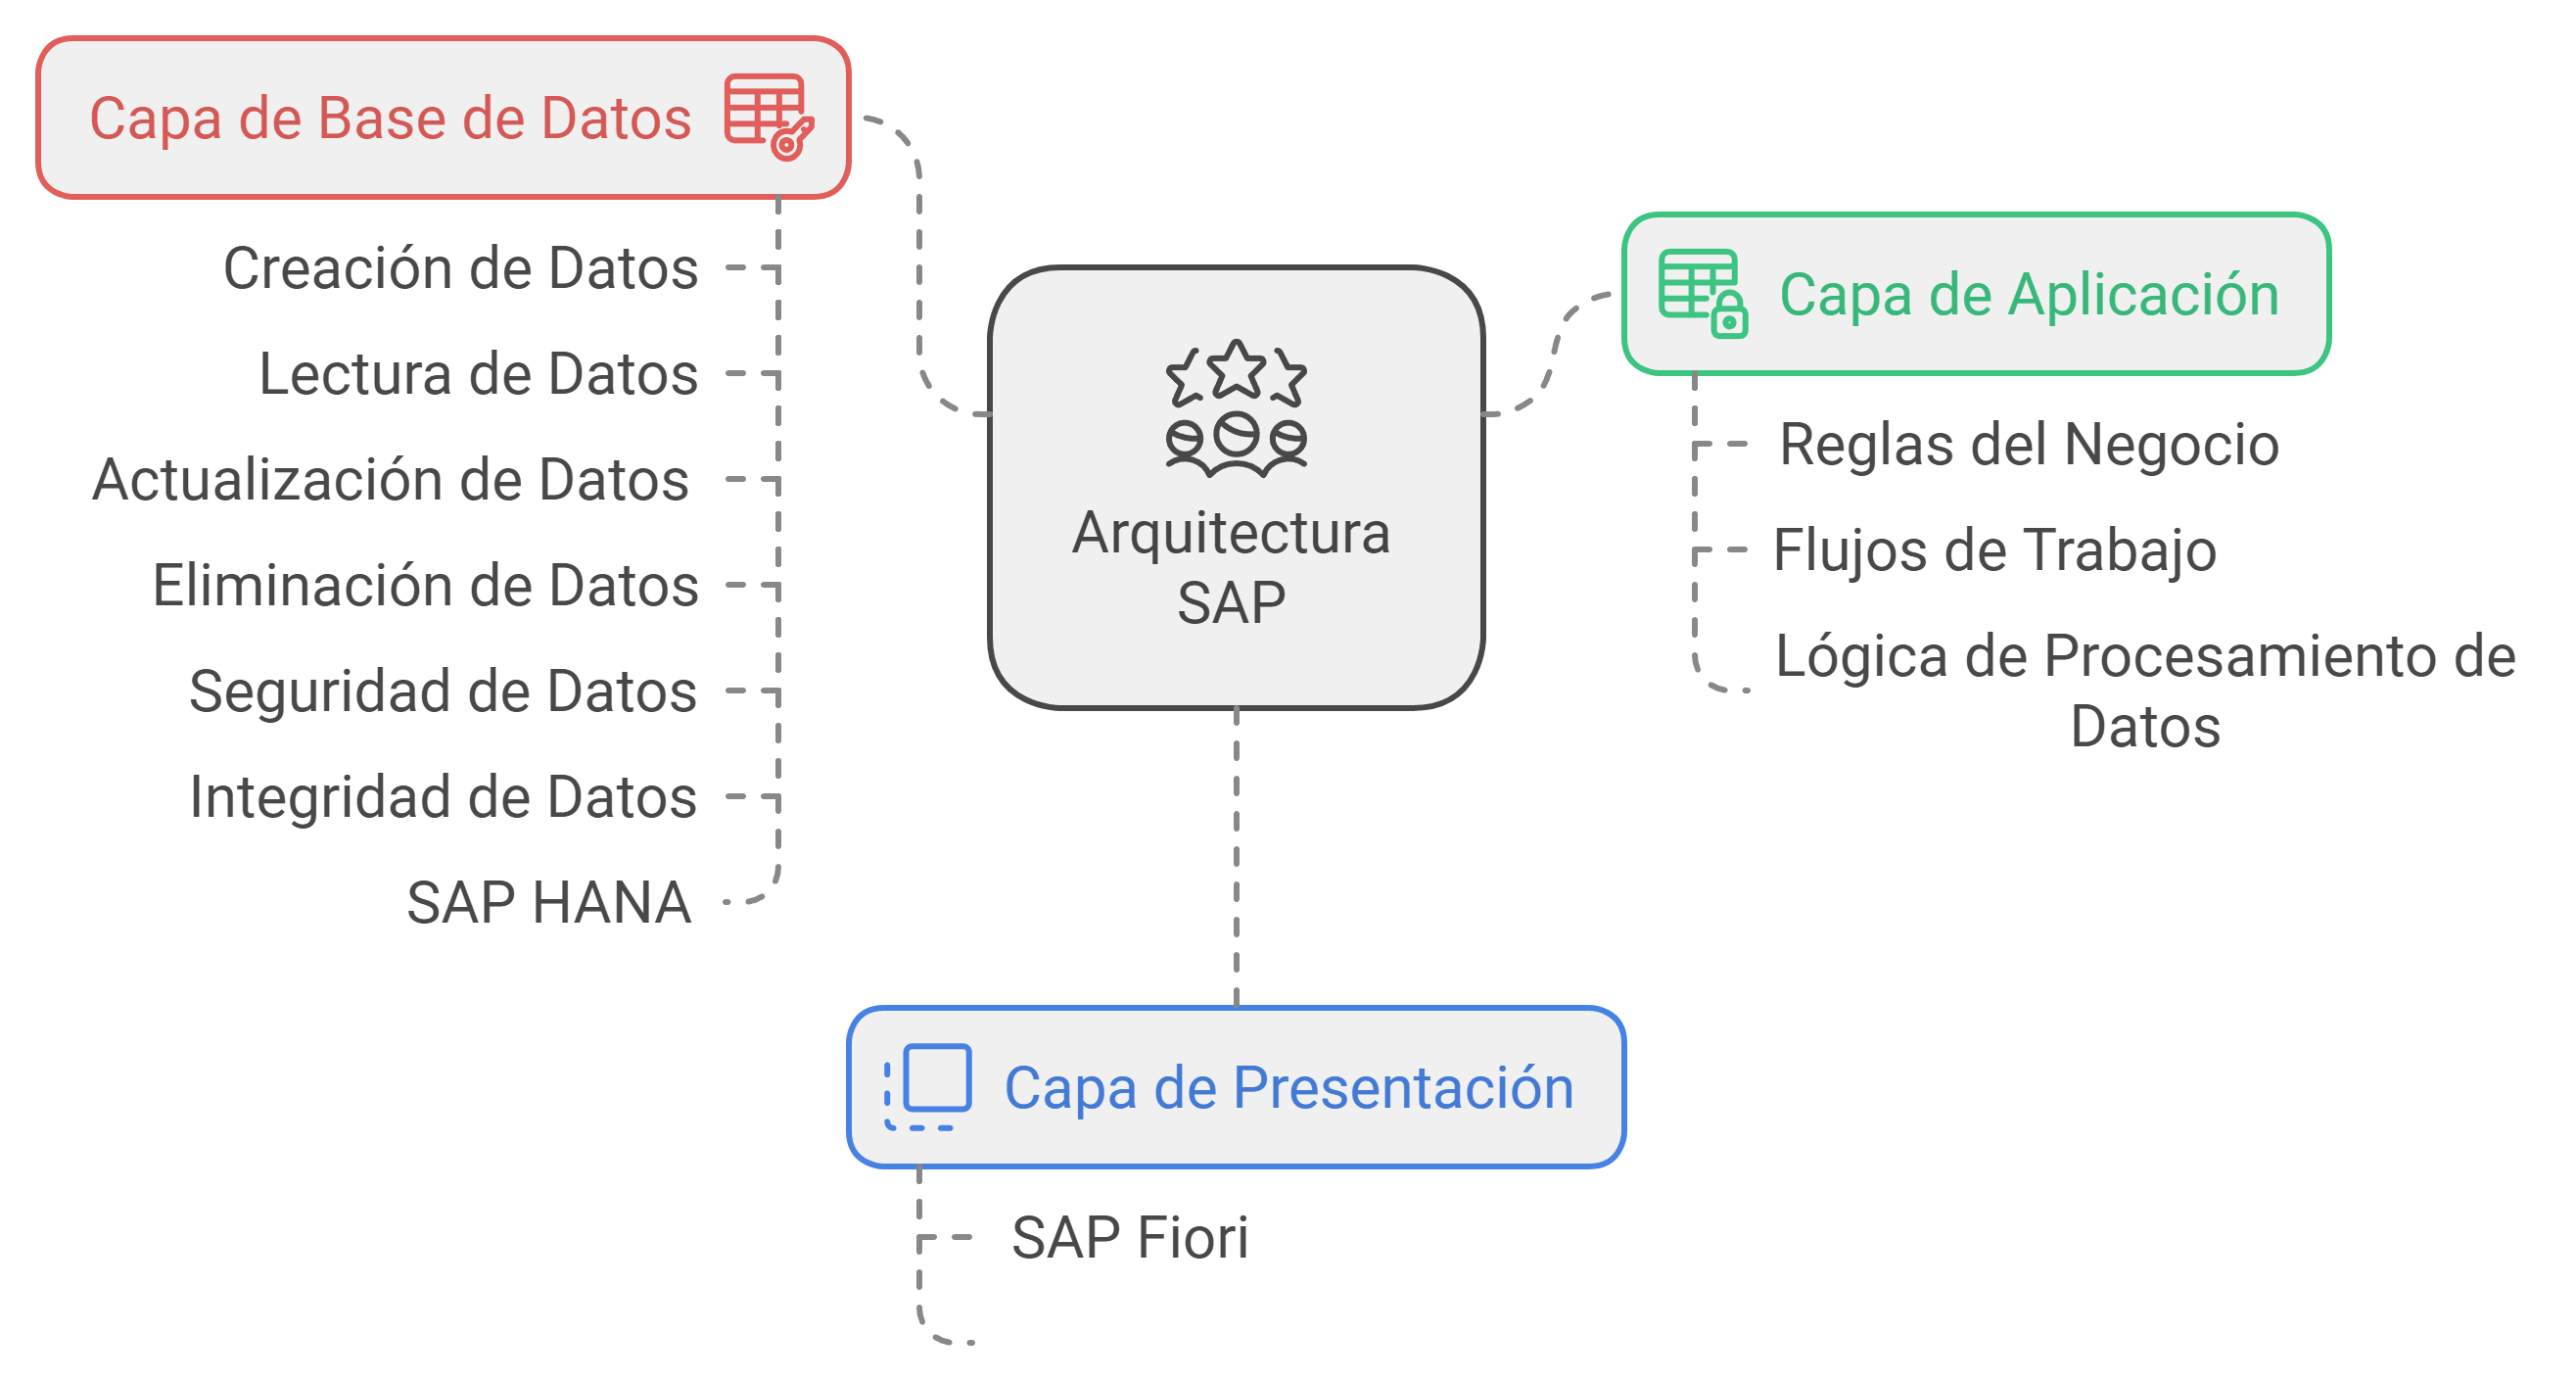 Capa de Base de Datos
Creación de Datos
Lectura de Datos
Actualización de Datos
Eliminación de Datos
Seguridad de Datos
Integridad de Datos
SAP HANA
Arquitectura
SAP
Capa de Aplicación
Reglas del Negocio
Flujos de Trabajo
Lógica de Procesamiento de
Datos
Capa de Presentación
SAP Fiori